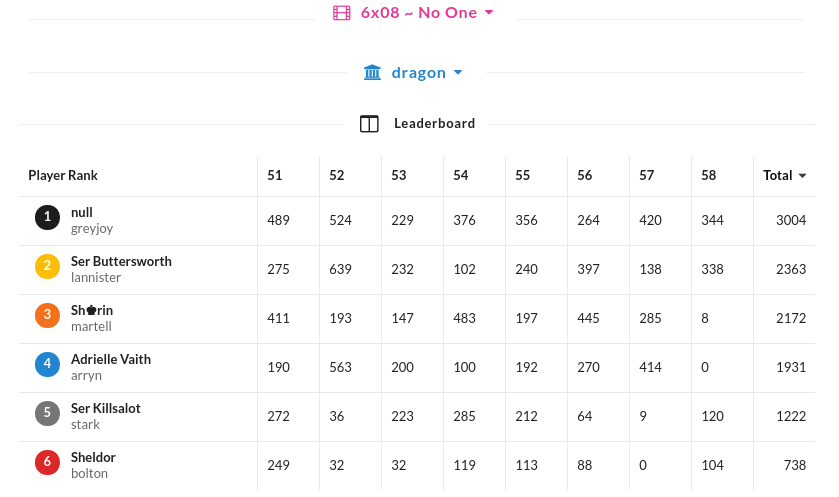 6x08 ~ No One
dragon
Leaderboard
Player Rank 51 52 53 54 55 56 57 58 Total
1 null 489 524 229 376 356 264 420 344 3004
greyjoy
2 Ser Buttersworth 275 639 232 102 240 397 138 338 2363
lannister
3 Sh♚rin 411 193 147 483 197 445 285 8 2172
martell
4 Adrielle Vaith 190 563 200 100 192 270 414 0 1931
arryn
5 Ser Killsalot 272 36 223 285 212 64 9 120 1222
stark
6 Sheldor 249 32 32 119 113 88 0 104 738
bolton